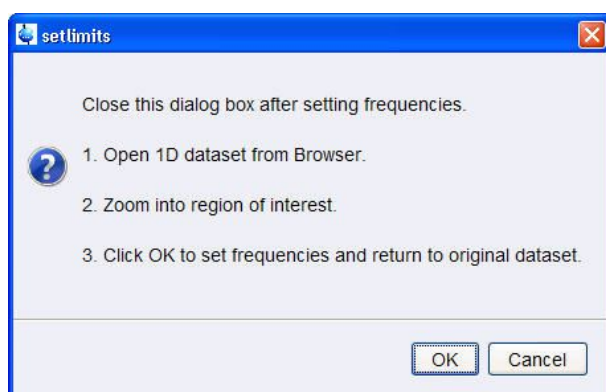 setlimits
Close this dialog box after setting frequencies.
1. Open 1D dataset from Browser.
2. Zoom into region of interest.
3. Click OK to set frequencies and return to original dataset.
OK Cancel